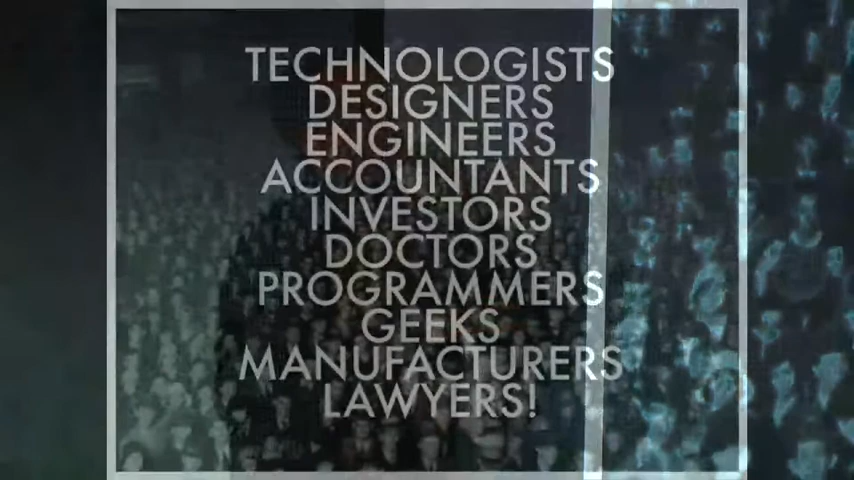 TECHNOLOGISTS
DESIGNERS
ENGINEERS
ACCOUNTANTS
INVESTORS
DOCTORS
PROGRAMMERS
GEEKS
MANUFACTURERS
LAWYERS!